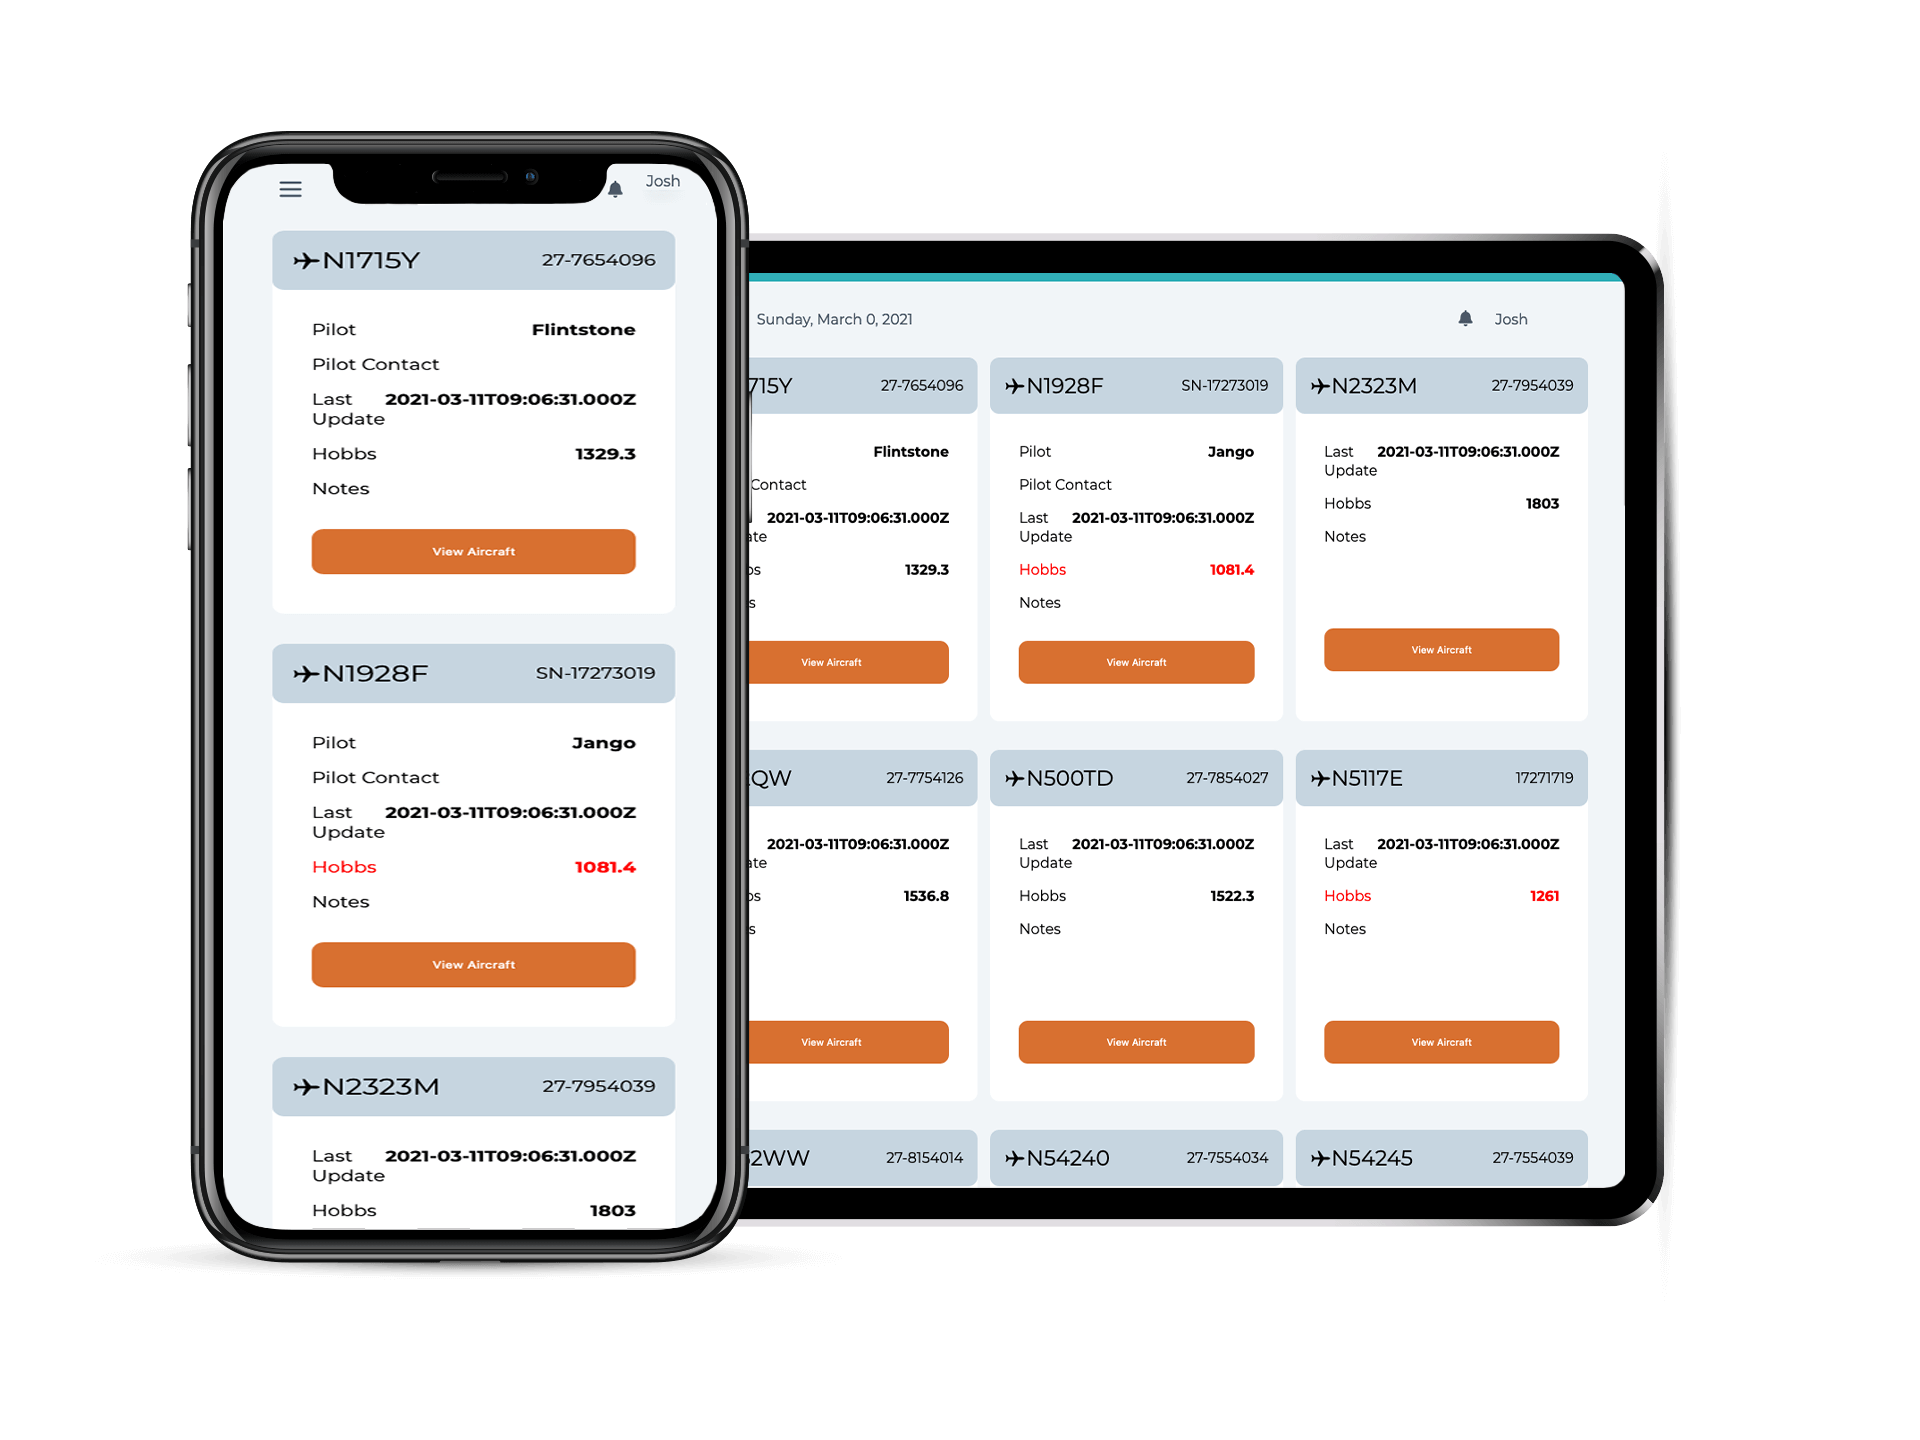 Josh
N1715Y 27-7654096
Pilot Flintstone
Pilot Contact
Last 2021-03-11T09:06:31.000Z
Update
Hobbs 1329.3
Notes
View Aircraft
N1928F SN-17273019
Pilot Jango
Pilot Contact
Last 2021-03-11T09:06:31.000Z
Update
Hobbs 1081.4
Notes
View Aircraft
N2323M 27-7954039
Last 2021-03-11T09:06:31.000Z
Update
Hobbs 1803
Sunday, March 0, 2021 Josh
715Y 27-7654096
Flintstone
Contact
2021-03-11T09:06:31.000Z
ate
1329.3
s
View Aircraft
N1928F SN-17273019
Pilot Jango
Pilot Contact
Last 2021-03-11T09:06:31.000Z
Update
Hobbs 1081.4
Notes
View Aircraft
N2323M 27-7954039
Last 2021-03-11T09:06:31.000Z
Update
Hobbs 1803
Notes
View Aircraft
QW 27-7754126
2021-03-11T09:06:31.000Z
ate
1536.8
s
View Aircraft
N500TD 27-7854027
Last 2021-03-11T09:06:31.000Z
Update
Hobbs 1522.3
Notes
View Aircraft
N5117E 17271719
Last 2021-03-11T09:06:31.000Z
Update
Hobbs 1261
Notes
View Aircraft
2WW 27-8154014
N54240 27-7554034
N54245 27-7554039